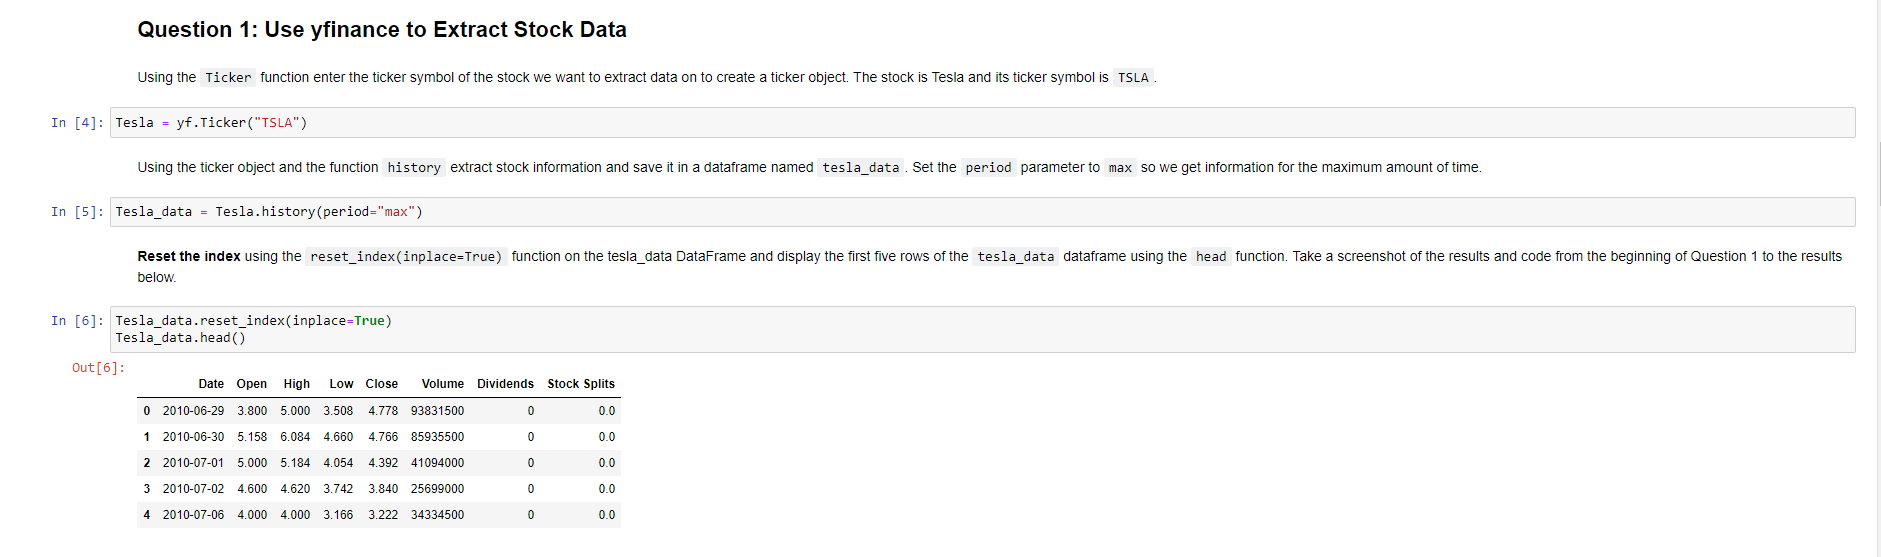 Question 1: Use yfinance to Extract Stock Data
Using the Ticker function enter the ticker symbol of the stock we want to extract data on to create a ticker object. The stock is Tesla and its ticker symbol is TSLA .
In [4]: Tesla = yf.Ticker("TSLA")
Using the ticker object and the function history extract stock information and save it in a dataframe named tesla_data . Set the period parameter to max so we get information for the maximum amount of time.
In [5]: Tesla_data = Tesla.history(period="max")
Reset the index using the reset_index(inplace=True) function on the tesla_data DataFrame and display the first five rows of the tesla_data dataframe using the head function. Take a screenshot of the results and code from the beginning of Question 1 to the results
below.
In [6]: Tesla_data.reset_index(inplace=True)
Tesla_data.head()
Out[6]:
Date Open High Low Close Volume Dividends Stock Splits
0 2010-06-29 3.800 5.000 3.508 4.778 93831500 0 0.0
1 2010-06-30 5.158 6.084 4.660 4.766 85935500 0 0.0
2 2010-07-01 5.000 5.184 4.054 4.392 41094000 0 0.0
3 2010-07-02 4.600 4.620 3.742 3.840 25699000 0 0.0
4 2010-07-06 4.000 4.000 3.166 3.222 34334500 0 0.0